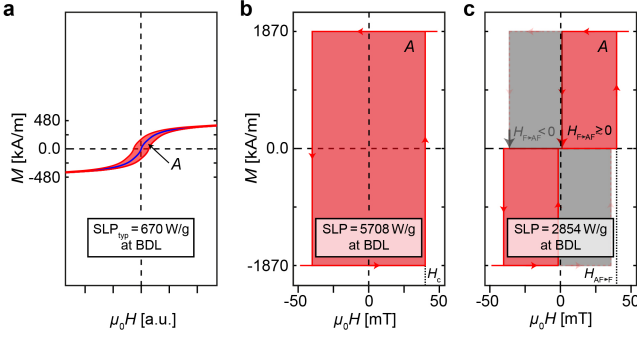 a
M [kA/m]
480
0.0
-480
A
SLPtyp = 670 W/g
at BDL
μ0H [a.u.]
b
M [kA/m]
1870
0.0
-1870
A
SLP = 5708 W/g
at BDL
Hc
-50
0
50
μ0H [mT]
c
A
HF➧AF < 0
HF➧AF ≥ 0
SLP = 2854 W/g
at BDL
HAF➧F
0
50
μ0H [mT]